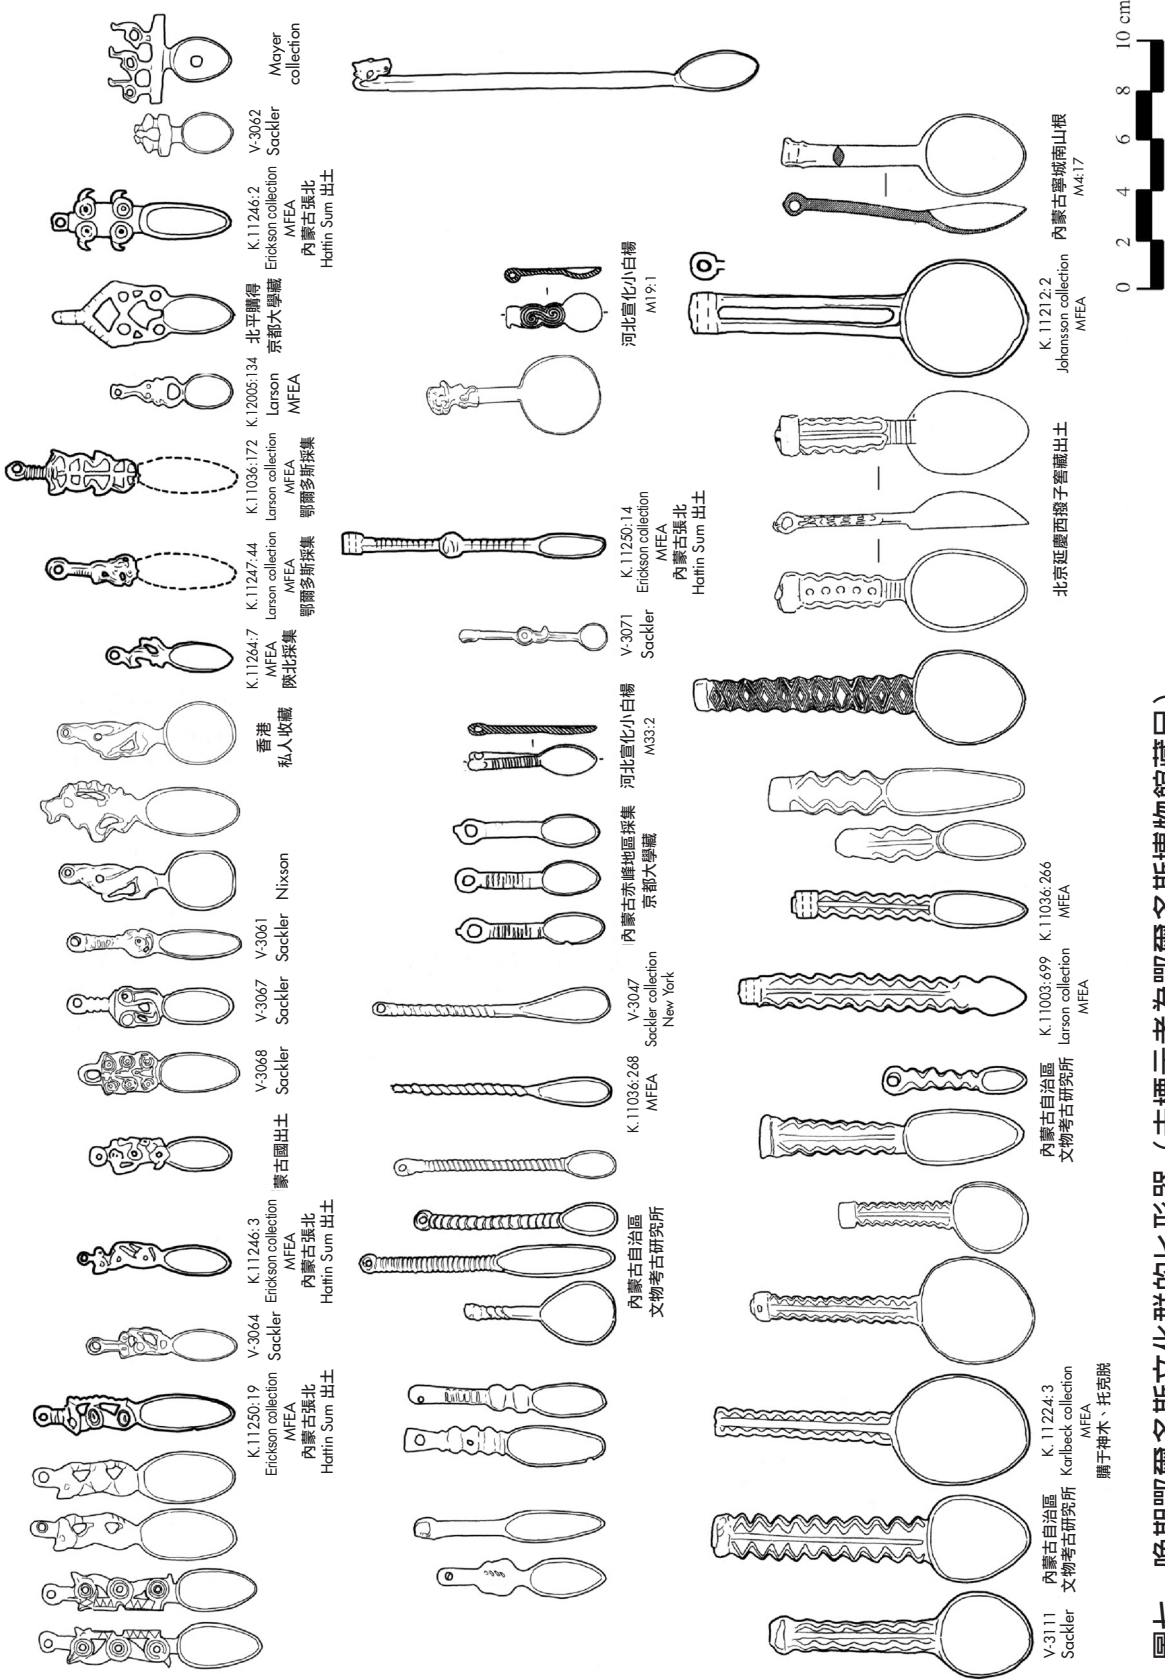 K.11250:19
Erickson collection
MFEA
內蒙古張北
Hattin Sum 出土
V-3064
Sackler
K.11246:3
Erickson collection
MFEA
內蒙古張北
Hattin Sum 出土
蒙古國出土
V-3068
Sackler
V-3067
Sackler
V-3061
Sackler
Nixson
香港
私人收藏
K.11264:7
MFEA
陝北採集
K.11247:44
Larson collection
MFEA
鄂爾多斯採集
K.11036:172
Larson collection
MFEA
鄂爾多斯採集
K.12005:134
Larson
MFEA
北平購得
京都大學藏
K.11246:2
Erickson collection
MFEA
內蒙古張北
Hattin Sum 出土
V-3062
Sackler
Mayer
collection
內蒙古自治區
文物考古研究所
K.11036:268
MFEA
V-3047
Sackler collection
New York
內蒙古赤峰地區採集
京都大學藏
河北宣化小白楊
M33:2
V-3071
Sackler
K.11250:14
Erickson collection
MFEA
內蒙古張北
Hattin Sum 出土
河北宣化小白楊
M19:1
V-3111
Sackler
內蒙古自治區
文物考古研究所
K.11224:3
Karlbeck collection
MFEA
購于神木、托克脱
內蒙古自治區
文物考古研究所
K.11003:699
Larson collection
MFEA
K.11036:266
MFEA
北京延慶西撥子窖藏出土
K.11212:2
Johansson collection
MFEA
內蒙古寧城南山根
M4:17
0 2 4 6 8 10 cm